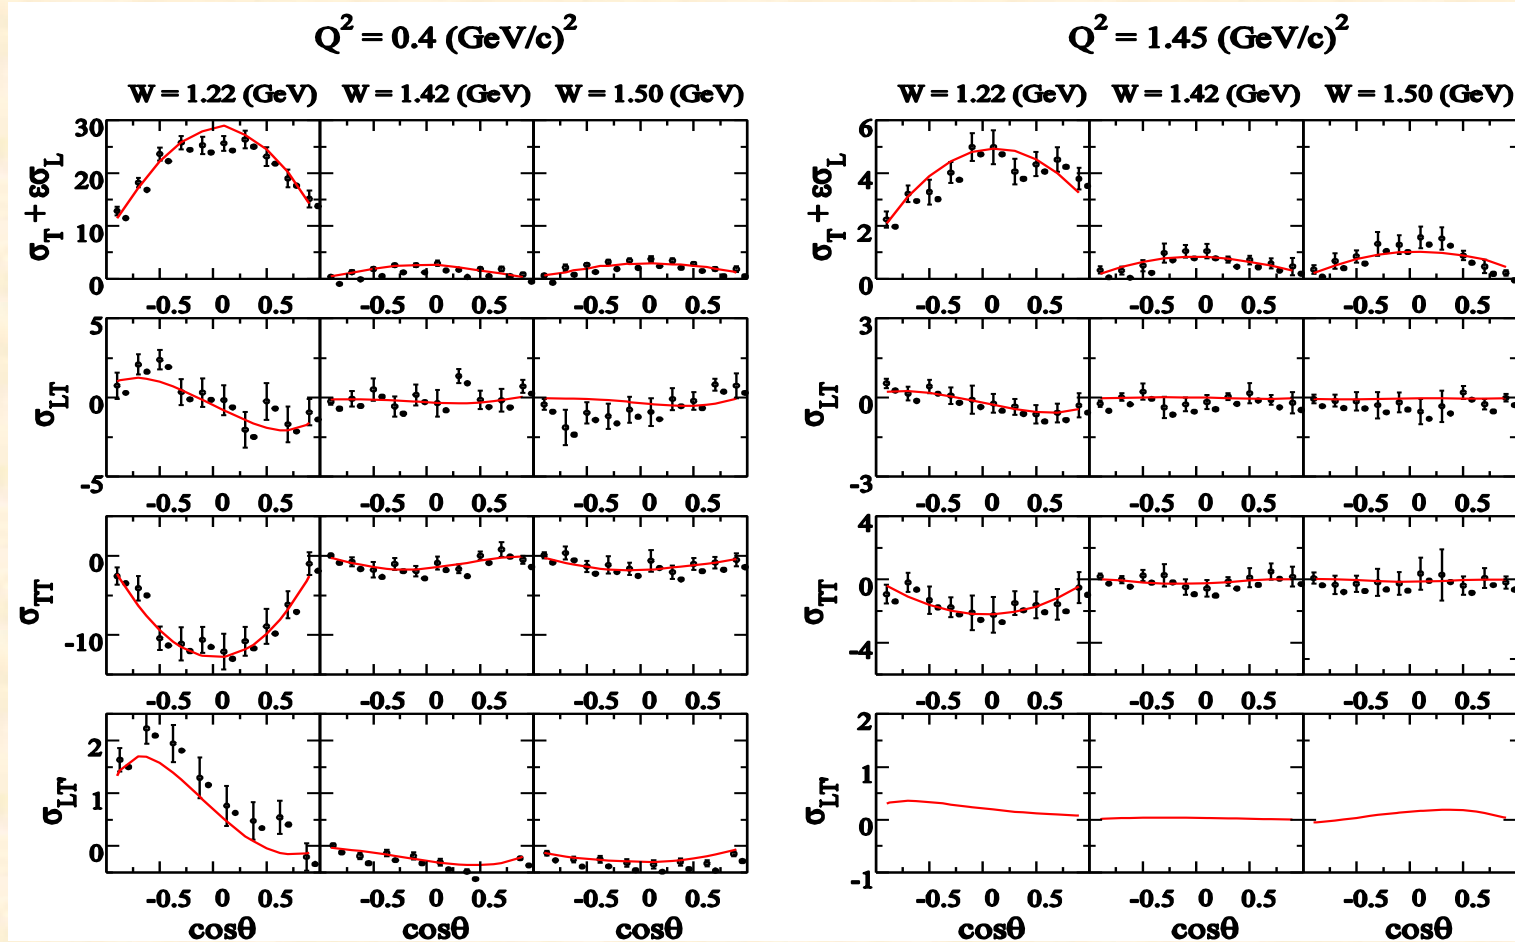 Q² = 0.4 (GeV/c)² Q² = 1.45 (GeV/c)²
W = 1.22 (GeV) W = 1.42 (GeV) W = 1.50 (GeV) W = 1.22 (GeV) W = 1.42 (GeV) W = 1.50 (GeV)
σT + εσL 30 20 10 0 σT + εσL 6 4 2 0
-0.5 0 0.5 -0.5 0 0.5 -0.5 0 0.5 -0.5 0 0.5 -0.5 0 0.5 -0.5 0 0.5
σLT 5 0 -5 σLT 3 0 -3
-0.5 0 0.5 -0.5 0 0.5 -0.5 0 0.5 -0.5 0 0.5 -0.5 0 0.5 -0.5 0 0.5
σTT 0 -10 σTT 4 0 -4
-0.5 0 0.5 -0.5 0 0.5 -0.5 0 0.5 -0.5 0 0.5 -0.5 0 0.5 -0.5 0 0.5
σLT' 2 1 0 σLT' 2 1 0 -1
-0.5 0 0.5 -0.5 0 0.5 -0.5 0 0.5 -0.5 0 0.5 -0.5 0 0.5 -0.5 0 0.5
cosθ cosθ cosθ cosθ cosθ cosθ